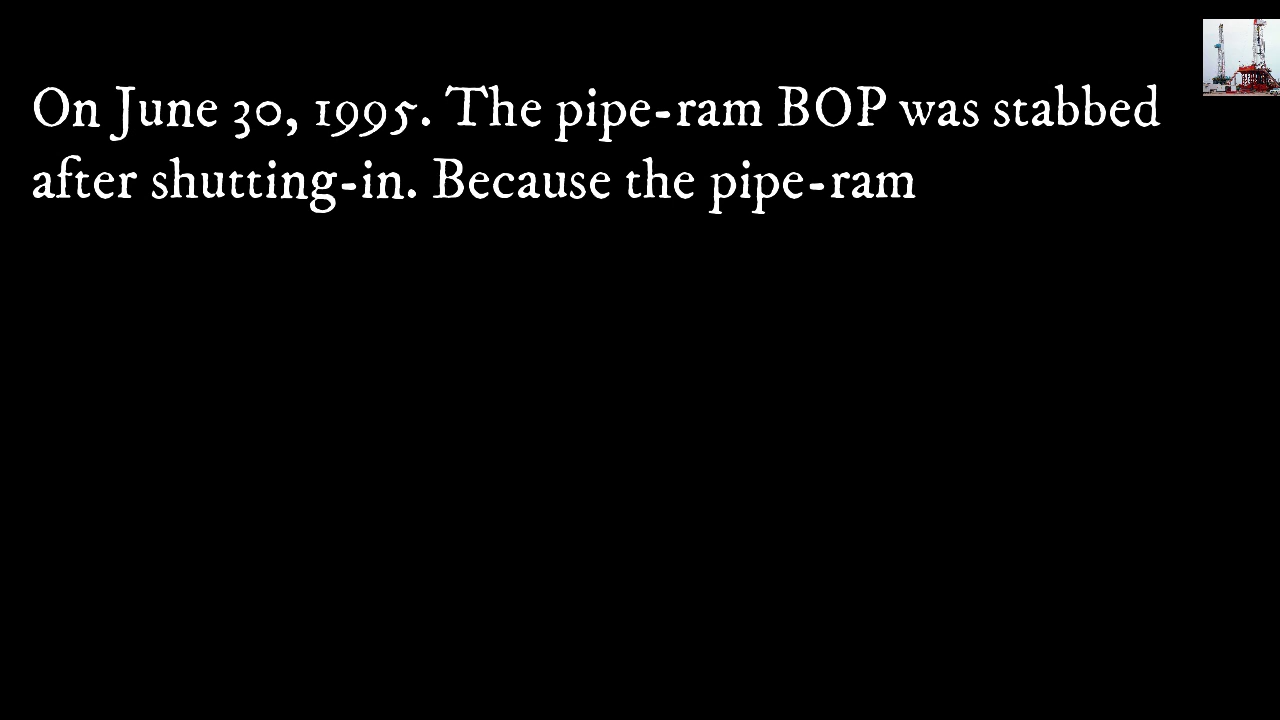 On June 30, 1995. The pipe-ram BOP was stabbed
after shutting-in. Because the pipe-ram